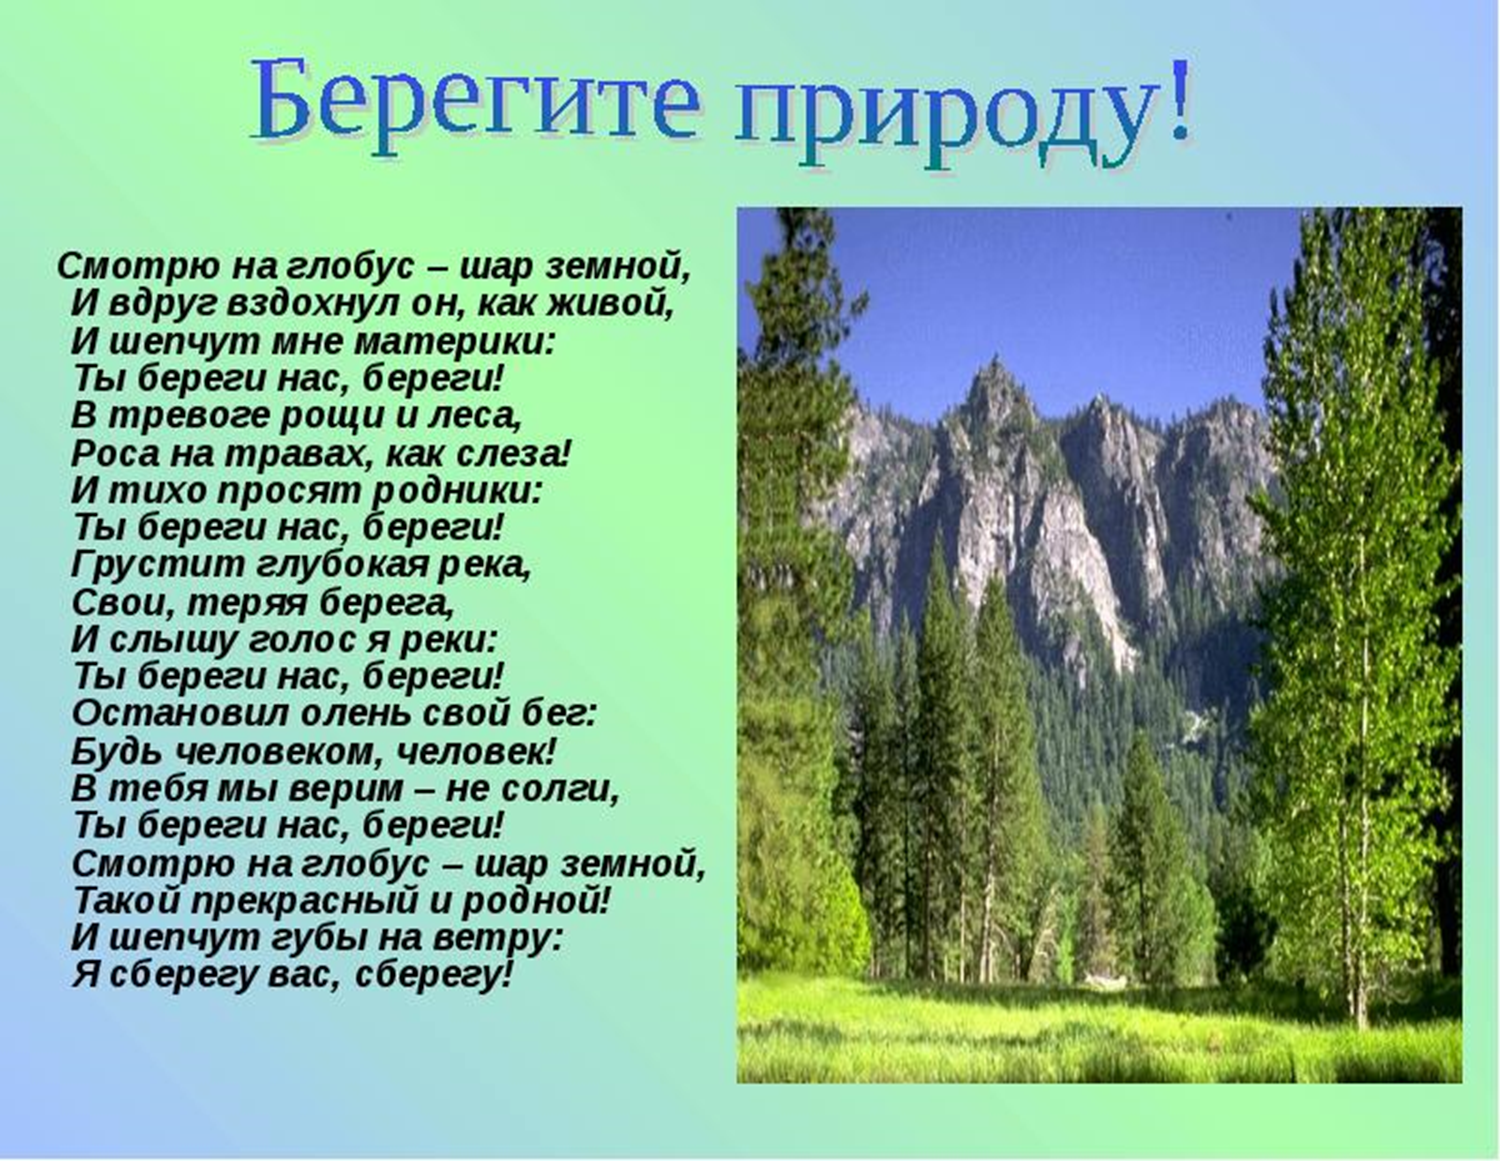 Берегите природу!
Смотрю на глобус – шар земной,
И вдруг вздохнул он, как живой,
И шепчут мне материки:
Ты береги нас, береги!
В тревоге рощи и леса,
Роса на травах, как слеза!
И тихо просят родники:
Ты береги нас, береги!
Грустит глубокая река,
Свои, теряя берега,
И слышу голос я реки:
Ты береги нас, береги!
Остановил олень свой бег:
Будь человеком, человек!
В тебя мы верим – не солги,
Ты береги нас, береги!
Смотрю на глобус – шар земной,
Такой прекрасный и родной!
И шепчут губы на ветру:
Я сберегу вас, сберегу!